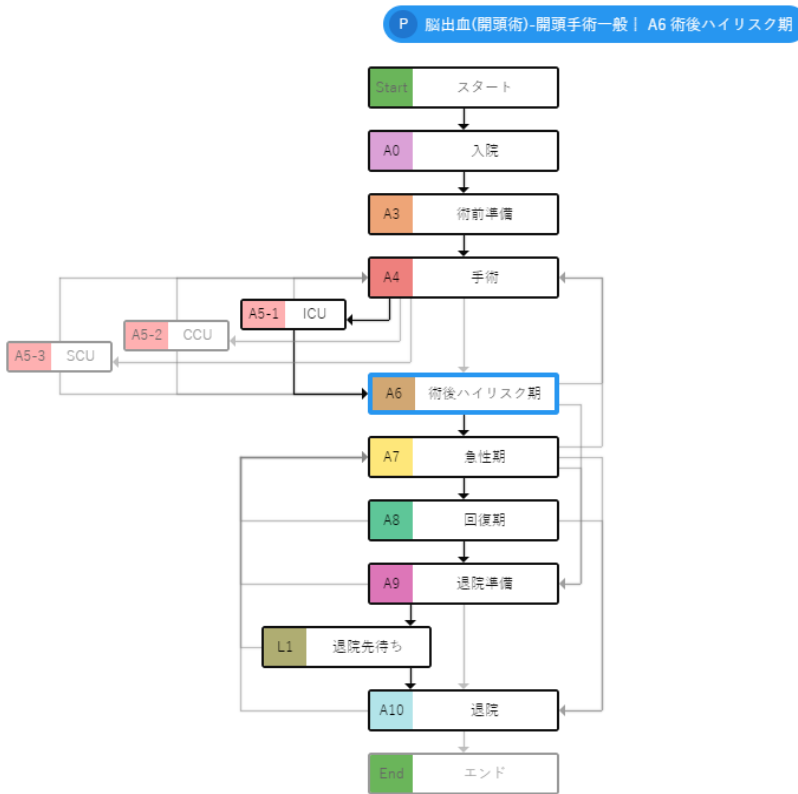 P 脳出血(開頭術)-開頭手術一般 | A6 術後ハイリスク期
Start スタート
A0 入院
A3 術前準備
A4 手術
A5-1 ICU
A5-2 CCU
A5-3 SCU
A6 術後ハイリスク期
A7 急性期
A8 回復期
A9 退院準備
L1 退院先待ち
A10 退院
End エンド